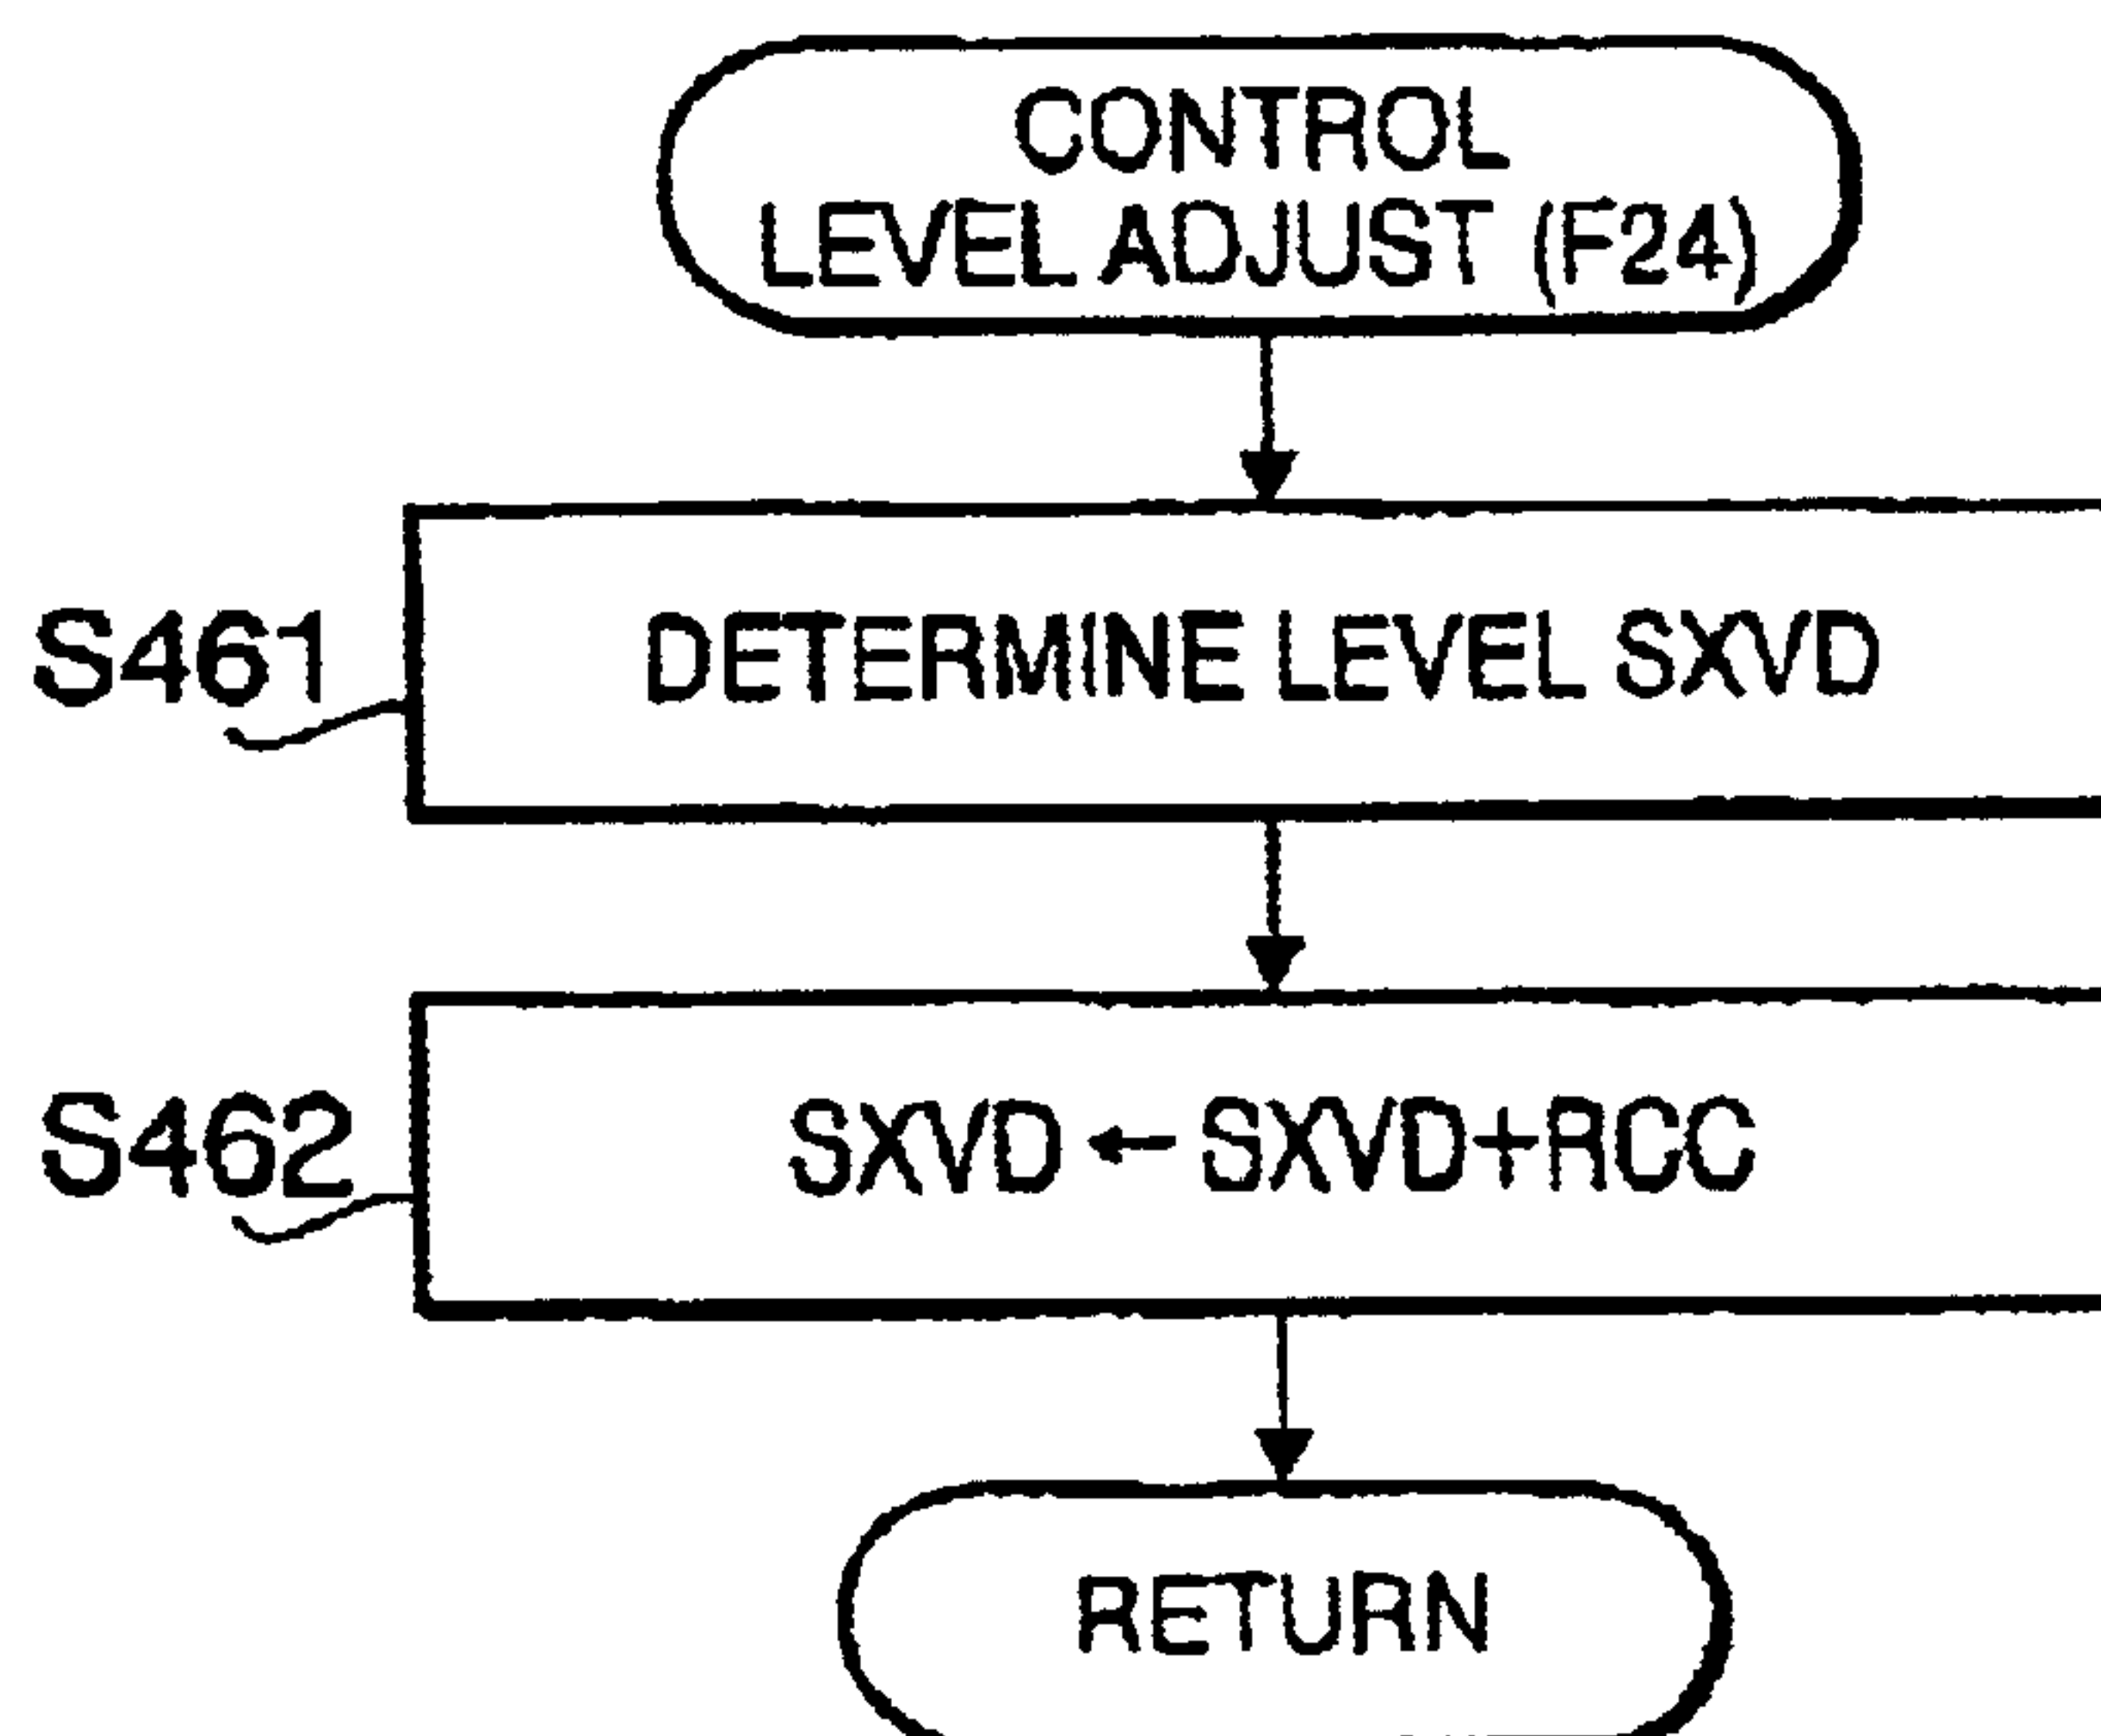 CONTROL
LEVEL ADJUST (F24)
S461
DETERMINE LEVEL SXVD
S462
SXVD ← SXVD+RCC
RETURN